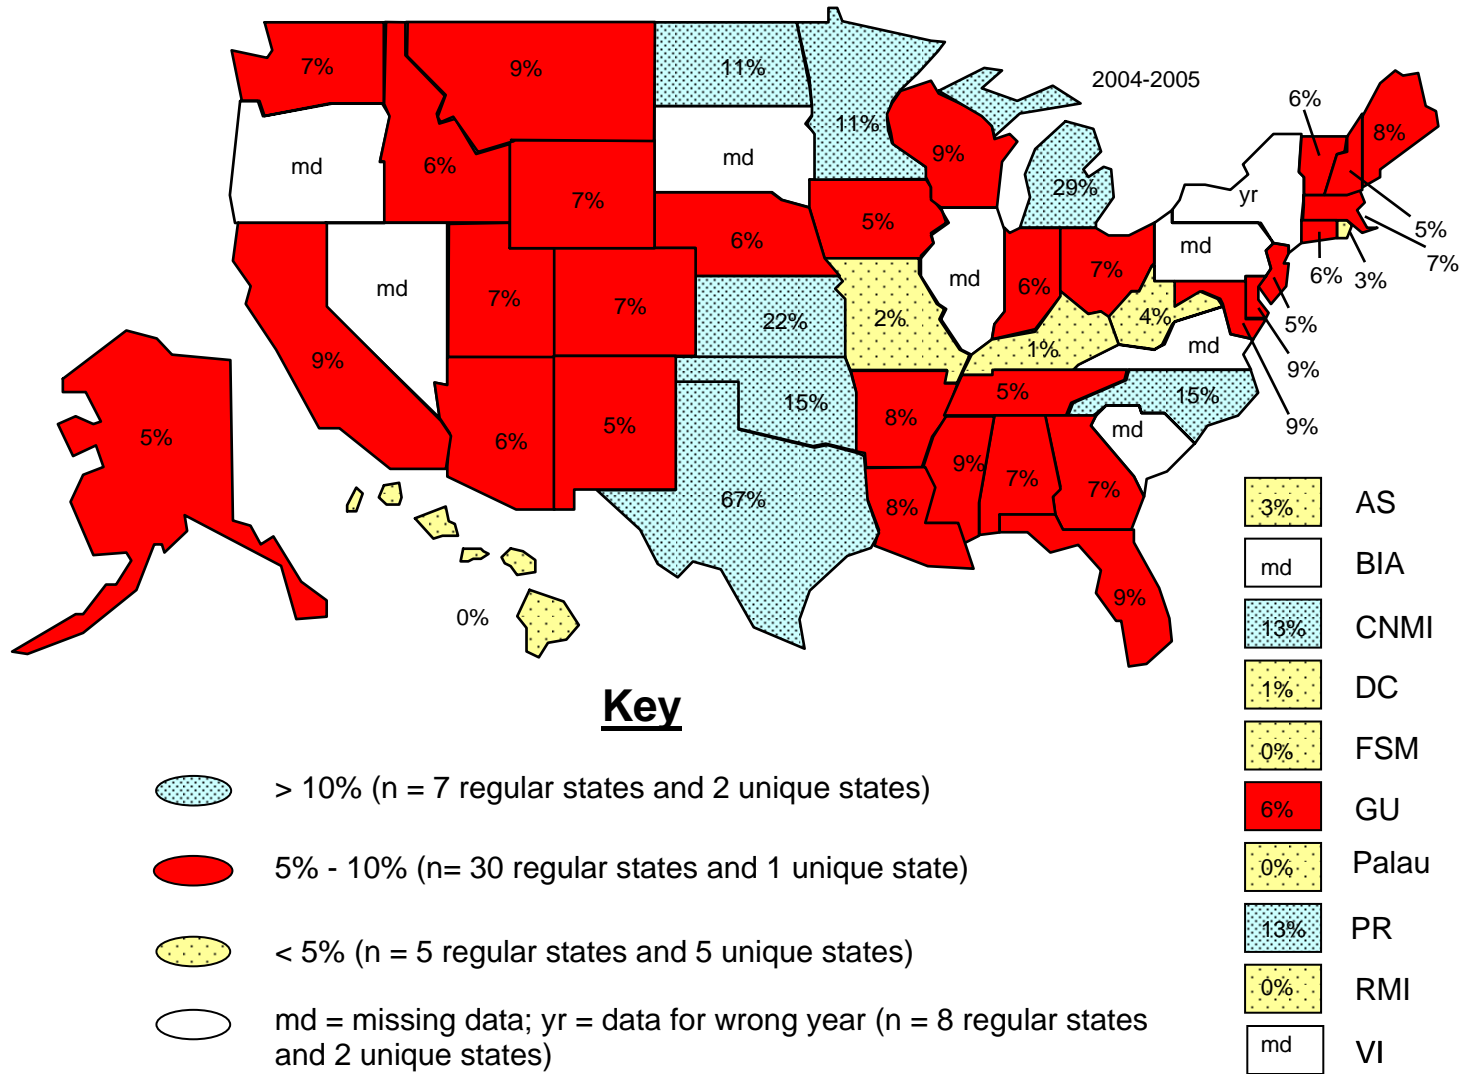 2004-2005
7%
9%
11%
11%
6%
8%
md
6%
md
9%
29%
yr
5%
7%
7%
6%
5%
md
6%
3%
7%
7%
md
6%
7%
5%
9%
9%
9%
md
7%
7%
22%
2%
1%
4%
md
6%
5%
67%
15%
8%
5%
15%
md
8%
9%
7%
7%
9%
5%
0%
3% AS
md BIA
13% CNMI
1% DC
0% FSM
6% GU
0% Palau
13% PR
0% RMI
md VI
Key
> 10% (n = 7 regular states and 2 unique states)
5% - 10% (n= 30 regular states and 1 unique state)
< 5% (n = 5 regular states and 5 unique states)
md = missing data; yr = data for wrong year (n = 8 regular states
and 2 unique states)